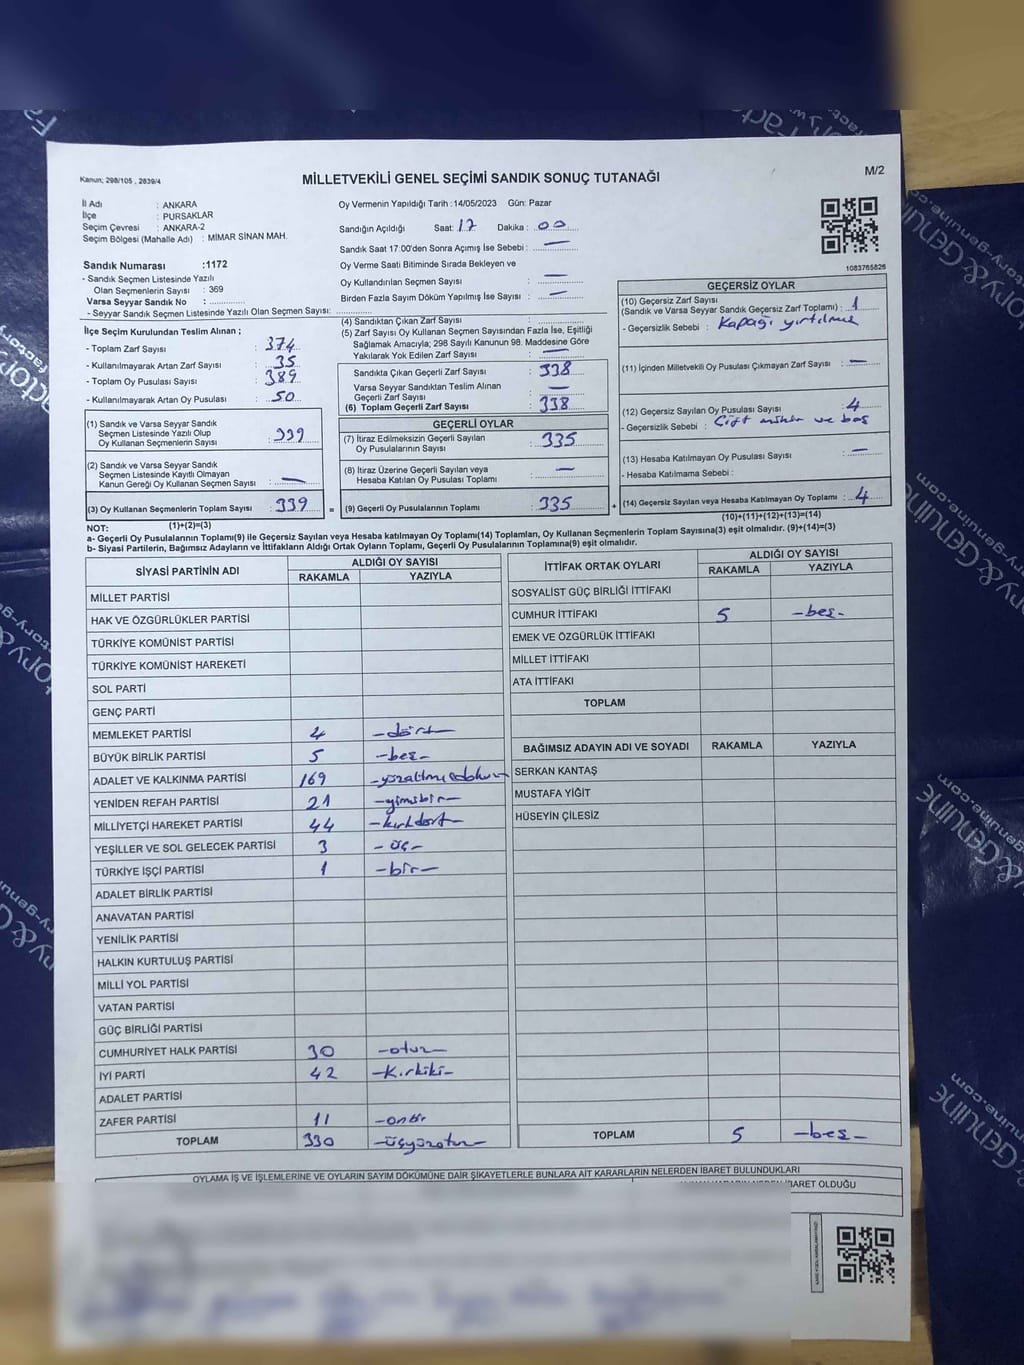 Kanun; 298/105 , 2839/4
MİLLETVEKİLİ GENEL SEÇİMİ SANDIK SONUÇ TUTANAĞI
M/2
İl Adı : ANKARA
İlçe : PURSAKLAR
Seçim Çevresi : ANKARA-2
Seçim Bölgesi (Mahalle Adı) : MİMAR SİNAN MAH.
Sandık Numarası :1172
- Sandık Seçmen Listesinde Yazılı
Olan Seçmenlerin Sayısı : 369
Varsa Seyyar Sandık No : ..............
- Seyyar Sandık Seçmen Listesinde Yazılı Olan Seçmen Sayısı: ..............
Oy Vermenin Yapıldığı Tarih :14/05/2023 Gün: Pazar
Sandığın Açıldığı Saat: 17 Dakika : 00
Sandık Saat 17:00'den Sonra Açımış İse Sebebi : —
Oy Verme Saati Bitiminde Sırada Bekleyen ve
Oy Kullandırılan Seçmen Sayısı : —
Birden Fazla Sayım Döküm Yapılmış İse Sayısı : —
1083765826
İlçe Seçim Kurulundan Teslim Alınan ;
- Toplam Zarf Sayısı : 374
- Kullanılmayarak Artan Zarf Sayısı : 35
- Toplam Oy Pusulası Sayısı : 389
- Kullanılmayarak Artan Oy Pusulası : 50
(1) Sandık ve Varsa Seyyar Sandık
Seçmen Listesinde Yazılı Olup
Oy Kullanan Seçmenlerin Sayısı : 339
(2) Sandık ve Varsa Seyyar Sandık
Seçmen Listesinde Kayıtlı Olmayan
Kanun Gereği Oy Kullanan Seçmen Sayısı : —
(3) Oy Kullanan Seçmenlerin Toplam Sayısı : 339
(1)+(2)=(3)
(4) Sandıktan Çıkan Zarf Sayısı :
(5) Zarf Sayısı Oy Kullanan Seçmen Sayısından Fazla İse, Eşitliği
Sağlamak Amacıyla; 298 Sayılı Kanunun 98. Maddesine Göre
Yakılarak Yok Edilen Zarf Sayısı : —
Sandıkta Çıkan Geçerli Zarf Sayısı : 338
Varsa Seyyar Sandıktan Teslim Alınan
Geçerli Zarf Sayısı : —
(6) Toplam Geçerli Zarf Sayısı : 338
GEÇERLİ OYLAR
(7) İtiraz Edilmeksizin Geçerli Sayılan
Oy Pusulalarının Sayısı : 335
(8) İtiraz Üzerine Geçerli Sayılan veya
Hesaba Katılan Oy Pusulası Toplamı : —
= (9) Geçerli Oy Pusulalarının Toplamı : 335
GEÇERSİZ OYLAR
(10) Geçersiz Zarf Sayısı
(Sandık ve Varsa Seyyar Sandık Geçersiz Zarf Toplamı) : 1
- Geçersizlik Sebebi : Kapağı yırtılmış
(11) İçinden Milletvekili Oy Pusulası Çıkmayan Zarf Sayısı : —
(12) Geçersiz Sayılan Oy Pusulası Sayısı : 4
- Geçersizlik Sebebi : Çift mühür ve boş
(13) Hesaba Katılmayan Oy Pusulası Sayısı : —
- Hesaba Katılmama Sebebi :
+ (14) Geçersiz Sayılan veya Hesaba Katılmayan Oy Toplamı : 4
(10)+(11)+(12)+(13)=(14)
NOT:
a- Geçerli Oy Pusulalarının Toplamı(9) ile Geçersiz Sayılan veya Hesaba katılmayan Oy Toplamı(14) Toplamları, Oy Kullanan Seçmenlerin Toplam Sayısına(3) eşit olmalıdır. (9)+(14)=(3)
b- Siyasi Partilerin, Bağımsız Adayların ve İttifakların Aldığı Ortak Oyların Toplamı, Geçerli Oy Pusulalarının Toplamına(9) eşit olmalıdır.
SİYASİ PARTİNİN ADI ALDIĞI OY SAYISI
RAKAMLA YAZIYLA
MİLLET PARTİSİ
HAK VE ÖZGÜRLÜKLER PARTİSİ
TÜRKİYE KOMÜNİST PARTİSİ
TÜRKİYE KOMÜNİST HAREKETİ
SOL PARTİ
GENÇ PARTİ
MEMLEKET PARTİSİ 4 -dört-
BÜYÜK BİRLİK PARTİSİ 5 -beş-
ADALET VE KALKINMA PARTİSİ 169 -yüzaltmışdokuz-
YENİDEN REFAH PARTİSİ 21 -yirmibir-
MİLLİYETÇİ HAREKET PARTİSİ 44 -kırkdört-
YEŞİLLER VE SOL GELECEK PARTİSİ 3 -üç-
TÜRKİYE İŞÇİ PARTİSİ 1 -bir-
ADALET BİRLİK PARTİSİ
ANAVATAN PARTİSİ
YENİLİK PARTİSİ
HALKIN KURTULUŞ PARTİSİ
MİLLİ YOL PARTİSİ
VATAN PARTİSİ
GÜÇ BİRLİĞİ PARTİSİ
CUMHURİYET HALK PARTİSİ 30 -otuz-
İYİ PARTİ 42 -Kırkiki-
ADALET PARTİSİ
ZAFER PARTİSİ 11 -onbir
TOPLAM 330 -üçyüzotuz-
İTTİFAK ORTAK OYLARI ALDIĞI OY SAYISI
RAKAMLA YAZIYLA
SOSYALİST GÜÇ BİRLİĞİ İTTİFAKI
CUMHUR İTTİFAKI 5 -beş-
EMEK VE ÖZGÜRLÜK İTTİFAKI
MİLLET İTTİFAKI
ATA İTTİFAKI
TOPLAM
BAĞIMSIZ ADAYIN ADI VE SOYADI RAKAMLA YAZIYLA
SERKAN KANTAŞ
MUSTAFA YİĞİT
HÜSEYİN ÇİLESİZ
TOPLAM 5 -beş-
OYLAMA İŞ VE İŞLEMLERİNE VE OYLARIN SAYIM DÖKÜMÜNE DAİR ŞİKAYETLERLE BUNLARA AİT KARARLARIN NELERDEN İBARET BULUNDUKLARI
İBARET OLDUĞU